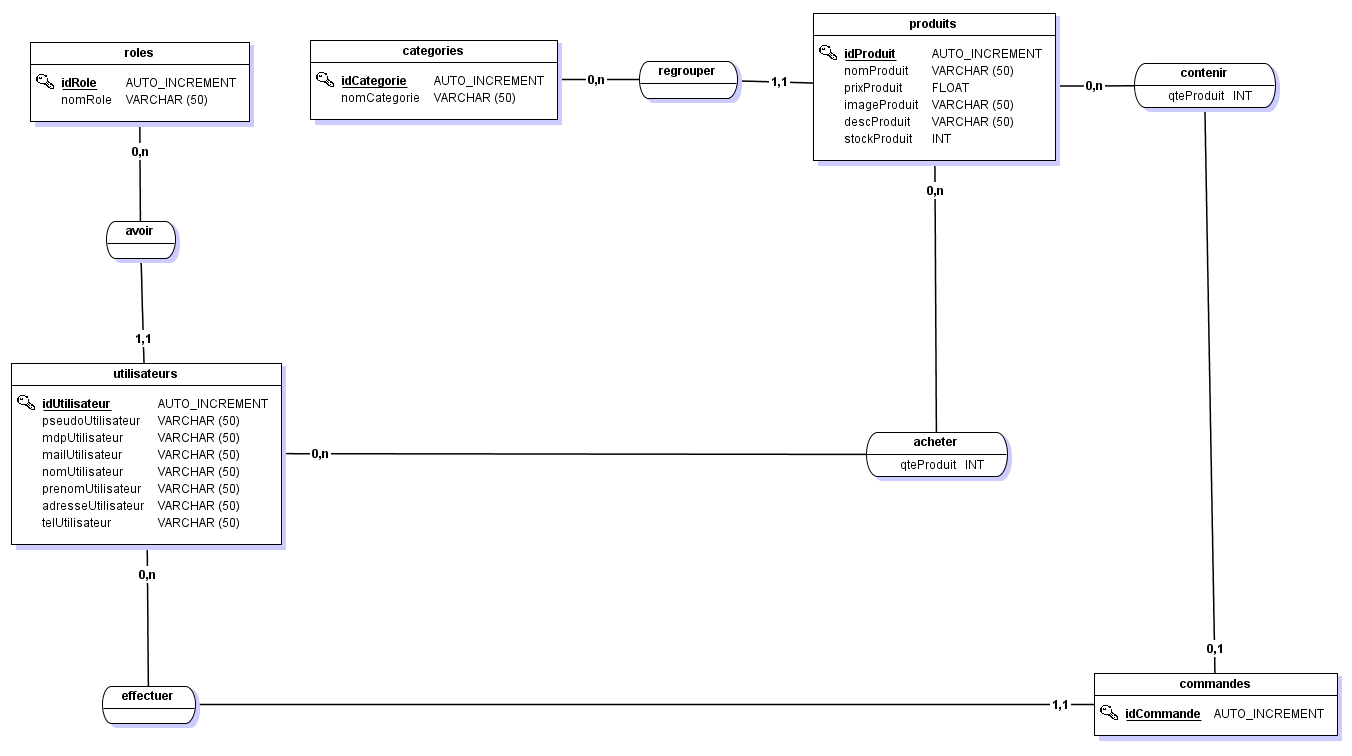 roles
idRole AUTO_INCREMENT
nomRole VARCHAR (50)
categories
idCategorie AUTO_INCREMENT
nomCategorie VARCHAR (50)
0,n
regrouper
1,1
produits
idProduit AUTO_INCREMENT
nomProduit VARCHAR (50)
prixProduit FLOAT
imageProduit VARCHAR (50)
descProduit VARCHAR (50)
stockProduit INT
0,n
contenir
qteProduit INT
0,n
avoir
1,1
0,n
utilisateurs
idUtilisateur AUTO_INCREMENT
pseudoUtilisateur VARCHAR (50)
mdpUtilisateur VARCHAR (50)
mailUtilisateur VARCHAR (50)
nomUtilisateur VARCHAR (50)
prenomUtilisateur VARCHAR (50)
adresseUtilisateur VARCHAR (50)
telUtilisateur VARCHAR (50)
0,n
acheter
qteProduit INT
0,n
effectuer
1,1
0,1
commandes
idCommande AUTO_INCREMENT